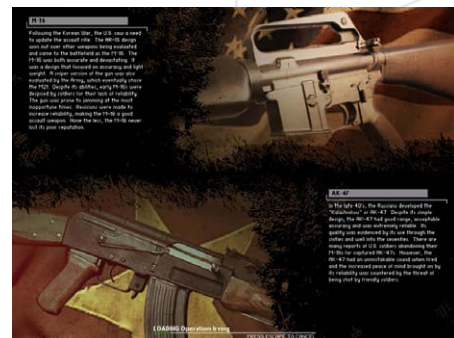 M-16
Following the Korean War, the U.S. saw a need
to update the assault rifle. The AR-15 design
won out over other weapons being evaluated
and came to the battlefield as the M-16. The
M-16 was both accurate and devastating. It
was a design that focused on accuracy and light
weight. A sniper version of the gun was also
evaluated by the Army, which eventually chose
the M21. Despite its abilities, early M-16s were
despised by soldiers for their lack of reliability.
The gun was prone to jamming at the most
inopportune times. Revisions were made to
increase reliability, making the M-16 a good
assault weapon. None the less, the M-16 never
lost its poor reputation.
AK-47
In the late 40's, the Russians developed the
"Kalashnikov" or AK-47. Despite its simple
design, the AK-47 had good range, acceptable
accuracy and was extremely reliable. Its
quality was evidenced by its use through the
sixties and well into the seventies. There are
many reports of U.S. soldiers abandoning their
M-16s for captured AK-47s. However, the
AK-47 had an unmistakable sound when fired
and the increased peace of mind brought on by
its reliability was countered by the threat of
being shot by friendly soldiers.
LOADING Operation Irving
PRESS ESCAPE TO CANCEL